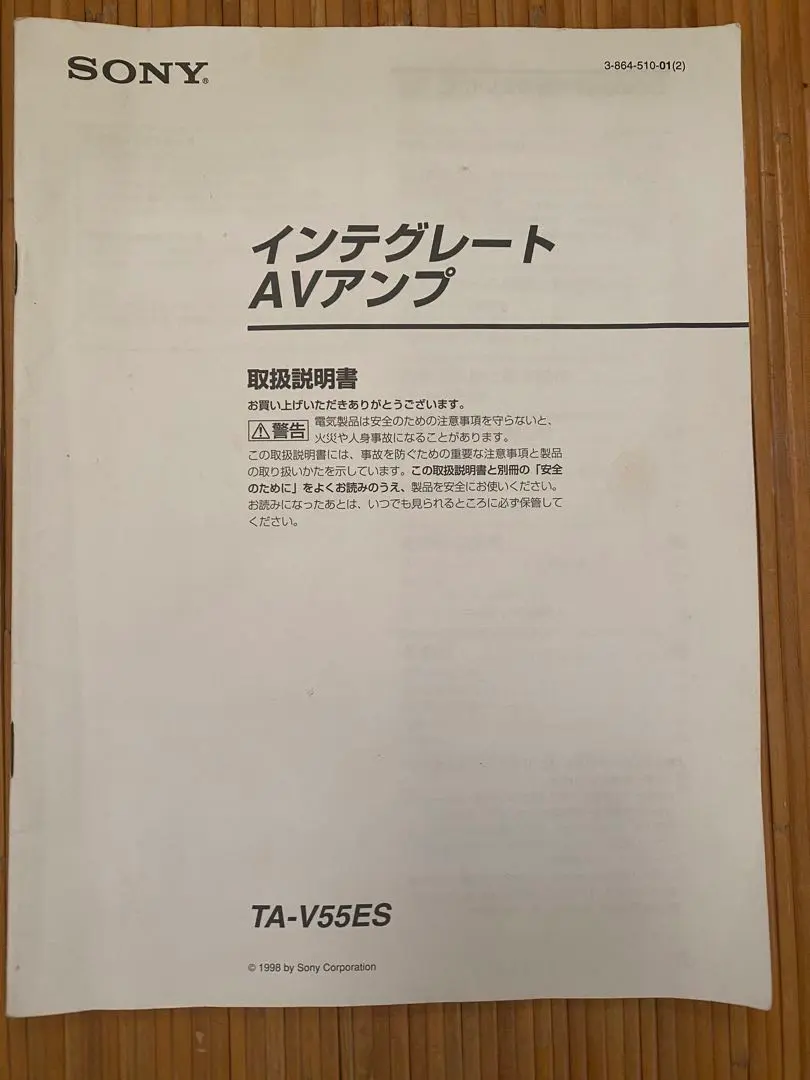 SONY®
3-864-510-01(2)
インテグレート
AVアンプ
取扱説明書
お買い上げいただきありがとうございます。
⚠警告
電気製品は安全のための注意事項を守らないと、
火災や人身事故になることがあります。
この取扱説明書には、事故を防ぐための重要な注意事項と製品
の取り扱いかたを示しています。この取扱説明書と別冊の「安全
のために」をよくお読みのうえ、製品を安全にお使いください。
お読みになったあとは、いつでも見られるところに必ず保管して
ください。
TA-V55ES
© 1998 by Sony Corporation